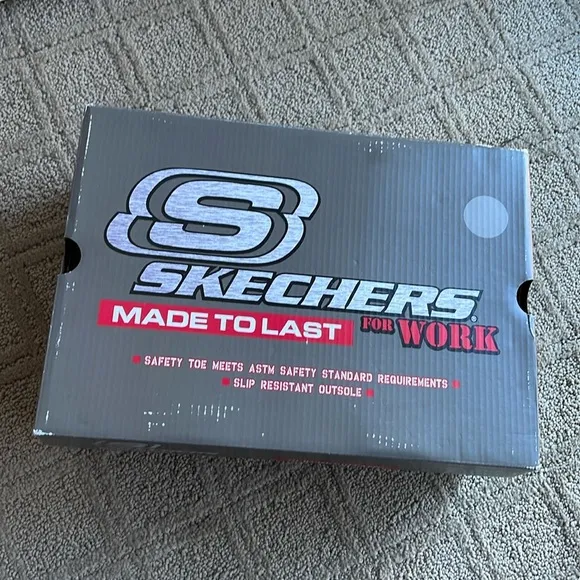 S
SKECHERS®
MADE TO LAST FOR WORK
SAFETY TOE MEETS ASTM SAFETY STANDARD REQUIREMENTS
SLIP RESISTANT OUTSOLE